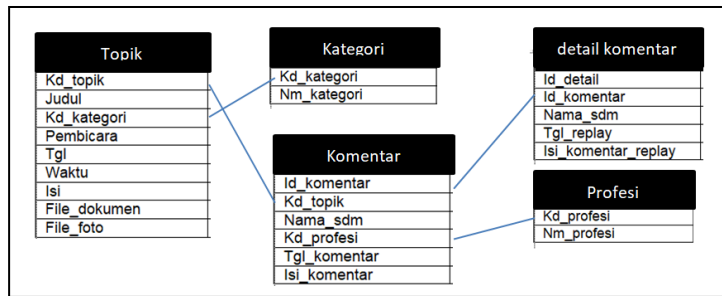 Topik
Kd_topik
Judul
Kd_kategori
Pembicara
Tgl
Waktu
Isi
File_dokumen
File_foto
Kategori
Kd_kategori
Nm_kategori
Komentar
Id_komentar
Kd_topik
Nama_sdm
Kd_profesi
Tgl_komentar
Isi_komentar
detail komentar
Id_detail
Id_komentar
Nama_sdm
Tgl_replay
Isi_komentar_replay
Profesi
Kd_profesi
Nm_profesi